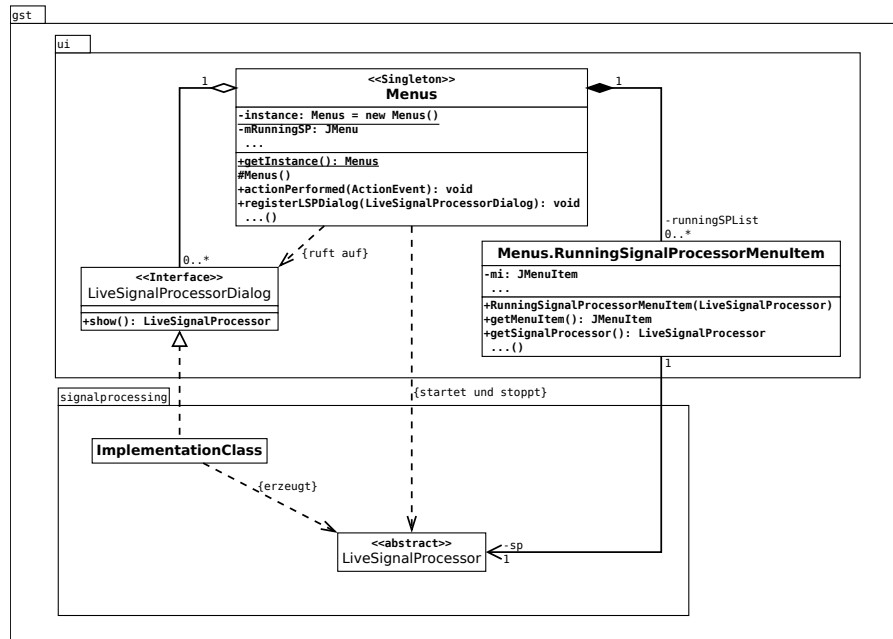 gst
ui
<<Singleton>>
Menus
-instance: Menus = new Menus()
-mRunningSP: JMenu
...
+getInstance(): Menus
#Menus()
+actionPerformed(ActionEvent): void
+registerLSPDialog(LiveSignalProcessorDialog): void
...()
1
1
{ruft auf}
0..*
-runningSPList
0..*
<<Interface>>
LiveSignalProcessorDialog
+show(): LiveSignalProcessor
Menus.RunningSignalProcessorMenuItem
-mi: JMenuItem
...
+RunningSignalProcessorMenuItem(LiveSignalProcessor)
+getMenuItem(): JMenuItem
+getSignalProcessor(): LiveSignalProcessor
...()
1
{startet und stoppt}
signalprocessing
ImplementationClass
{erzeugt}
<<abstract>>
LiveSignalProcessor
-sp
1